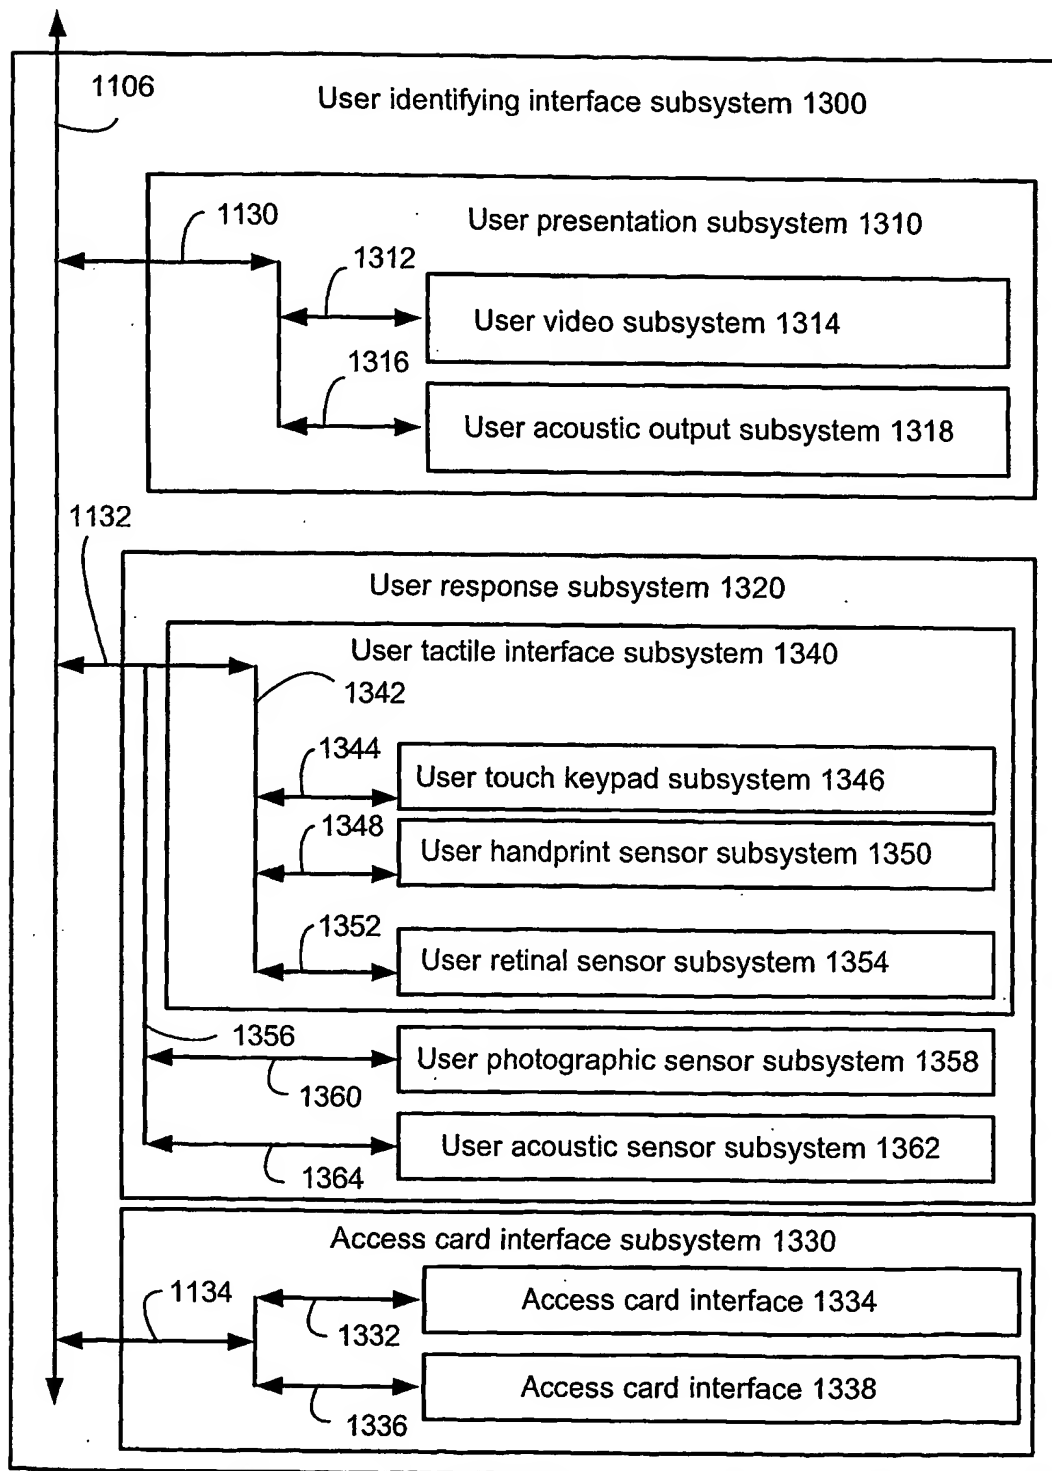 1106
User identifying interface subsystem 1300
1130
User presentation subsystem 1310
1312
User video subsystem 1314
1316
User acoustic output subsystem 1318
1132
User response subsystem 1320
User tactile interface subsystem 1340
1342
1344
User touch keypad subsystem 1346
1348
User handprint sensor subsystem 1350
1352
User retinal sensor subsystem 1354
1356
User photographic sensor subsystem 1358
1360
User acoustic sensor subsystem 1362
1364
Access card interface subsystem 1330
1134
Access card interface 1334
1332
Access card interface 1338
1336